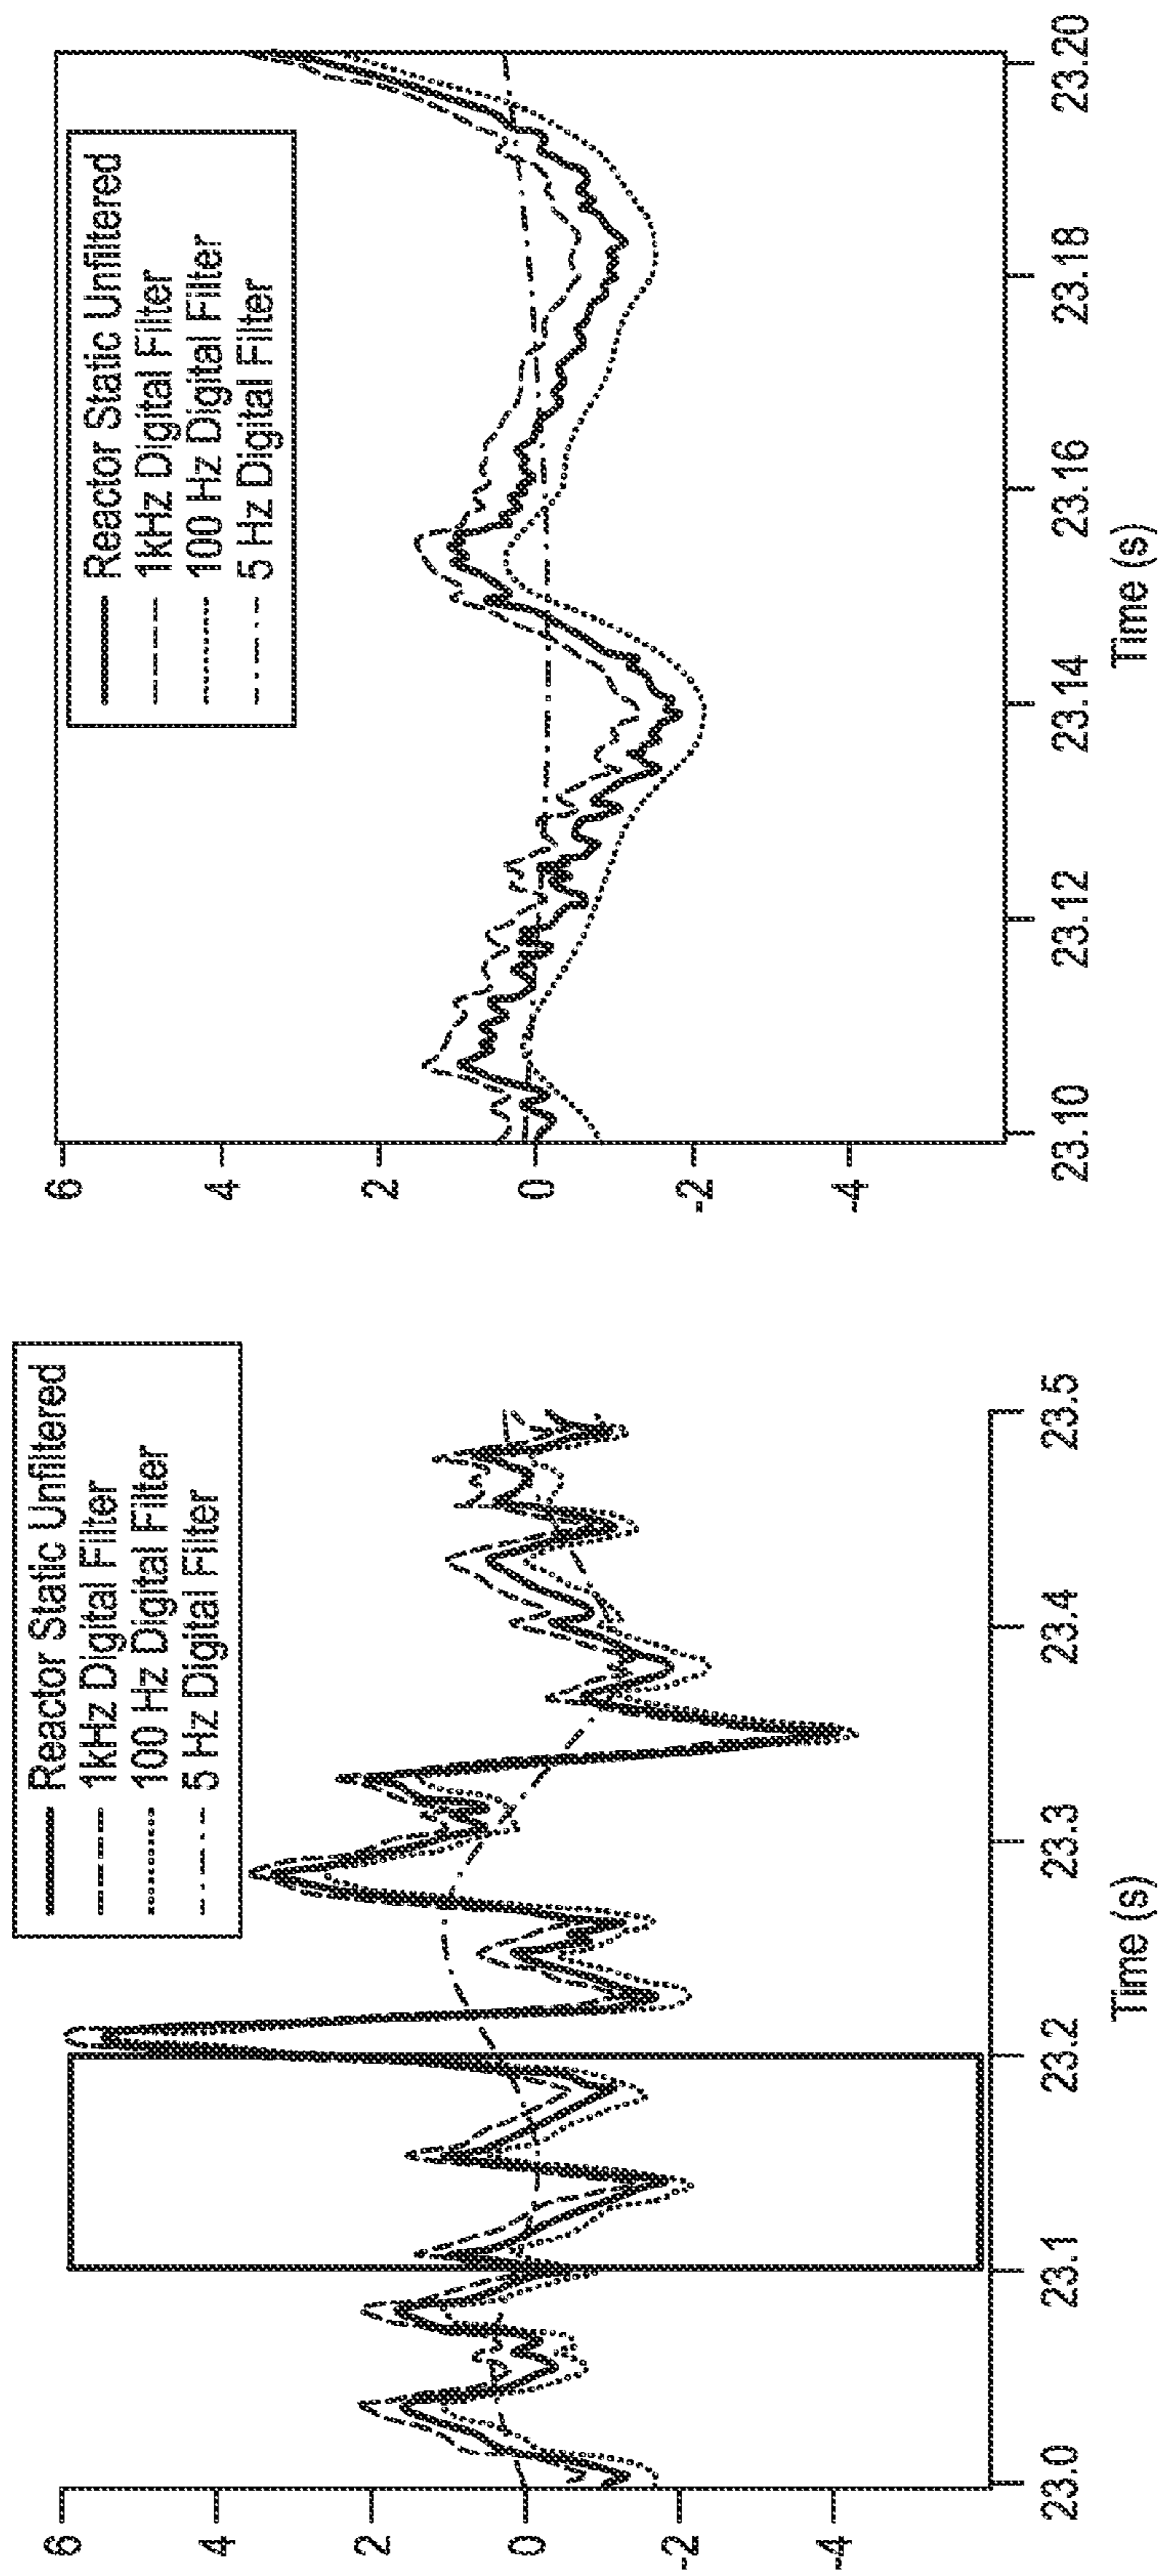 Reactor Static Unfiltered
1kHz Digital Filter
100 Hz Digital Filter
5 Hz Digital Filter
6
4
2
0
-2
-4
23.0
23.1
23.2
23.3
23.4
23.5
Time (s)
Reactor Static Unfiltered
1kHz Digital Filter
100 Hz Digital Filter
5 Hz Digital Filter
6
4
2
0
-2
-4
23.10
23.12
23.14
23.16
23.18
23.20
Time (s)